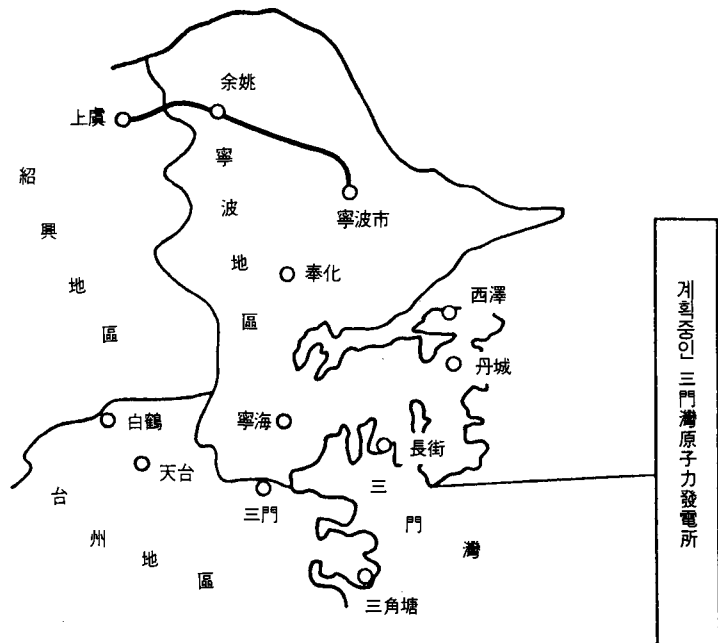 余姚
上虞
寧波地區
紹興地區
寧波市
奉化
西澤
丹城
白鶴
寧海
長街
天台
三門
三門灣
台州地區
三角塘
계획중인 三門灣原子力發電所